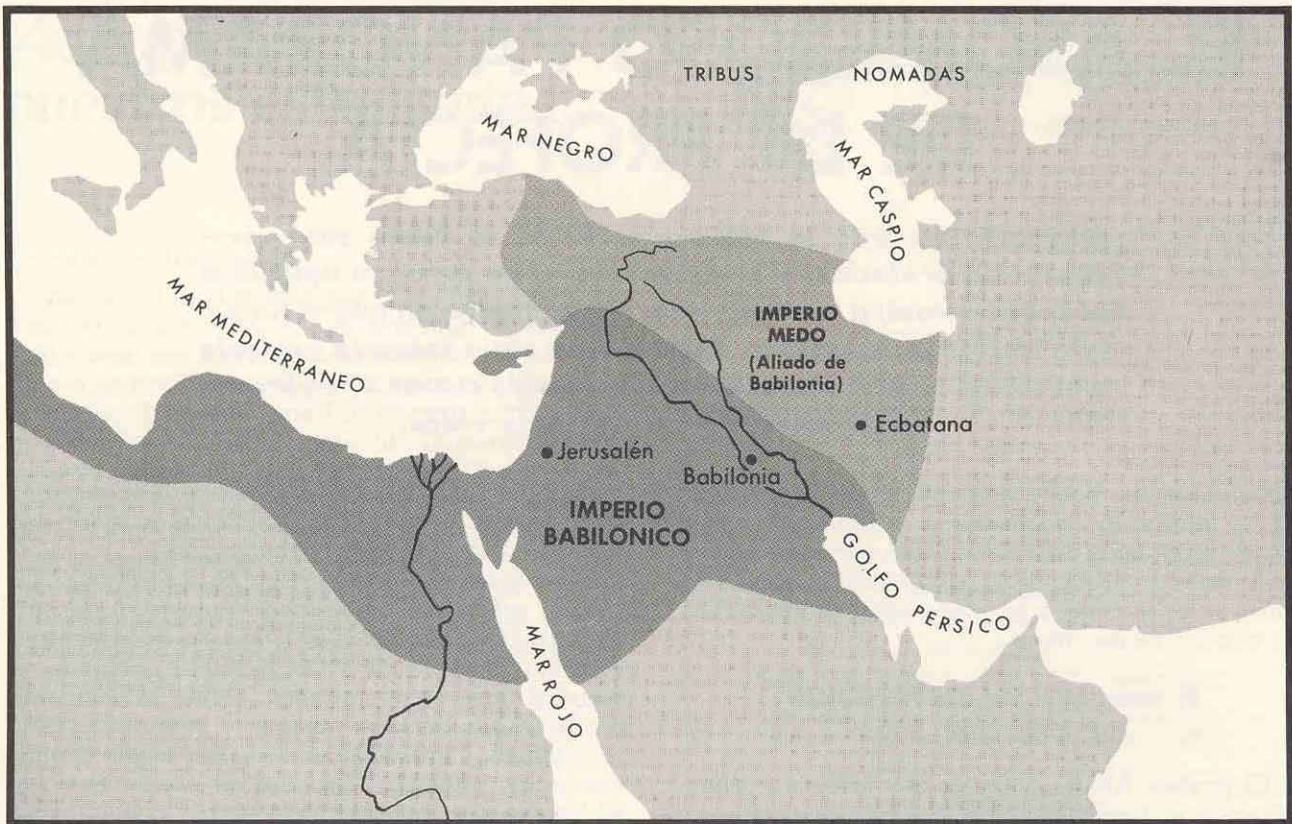 TRIBUS NOMADAS
MAR NEGRO
MAR CASPIO
MAR MEDITERRANEO
IMPERIO
MEDO
(Aliado de
Babilonia)
Ecbatana
Jerusalén
Babilonia
IMPERIO
BABILONICO
GOLFO PERSICO
MAR ROJO